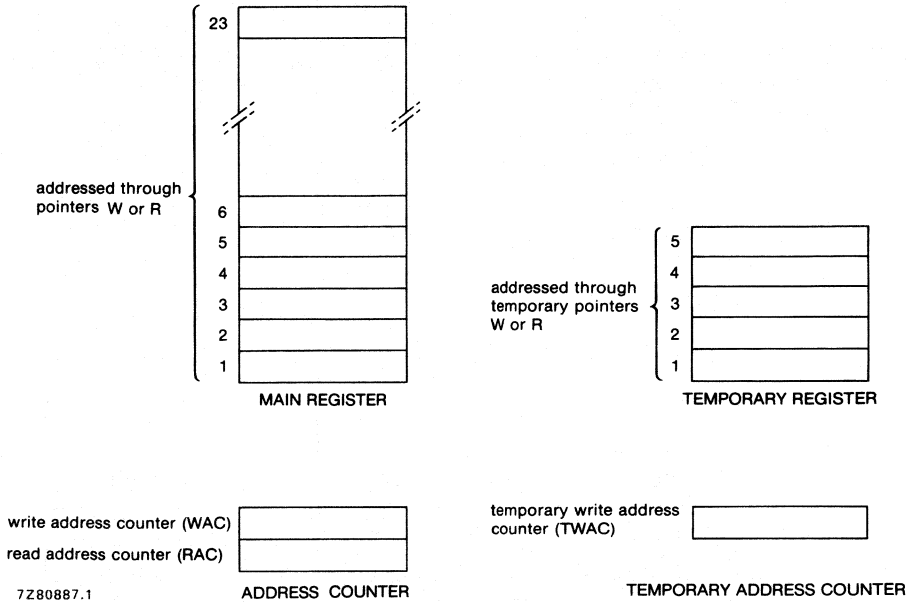 23
addressed through
pointers W or R
6
5
4
3
2
1
MAIN REGISTER
addressed through
temporary pointers
W or R
5
4
3
2
1
TEMPORARY REGISTER
write address counter (WAC)
read address counter (RAC)
ADDRESS COUNTER
temporary write address
counter (TWAC)
TEMPORARY ADDRESS COUNTER
7Z80887.1